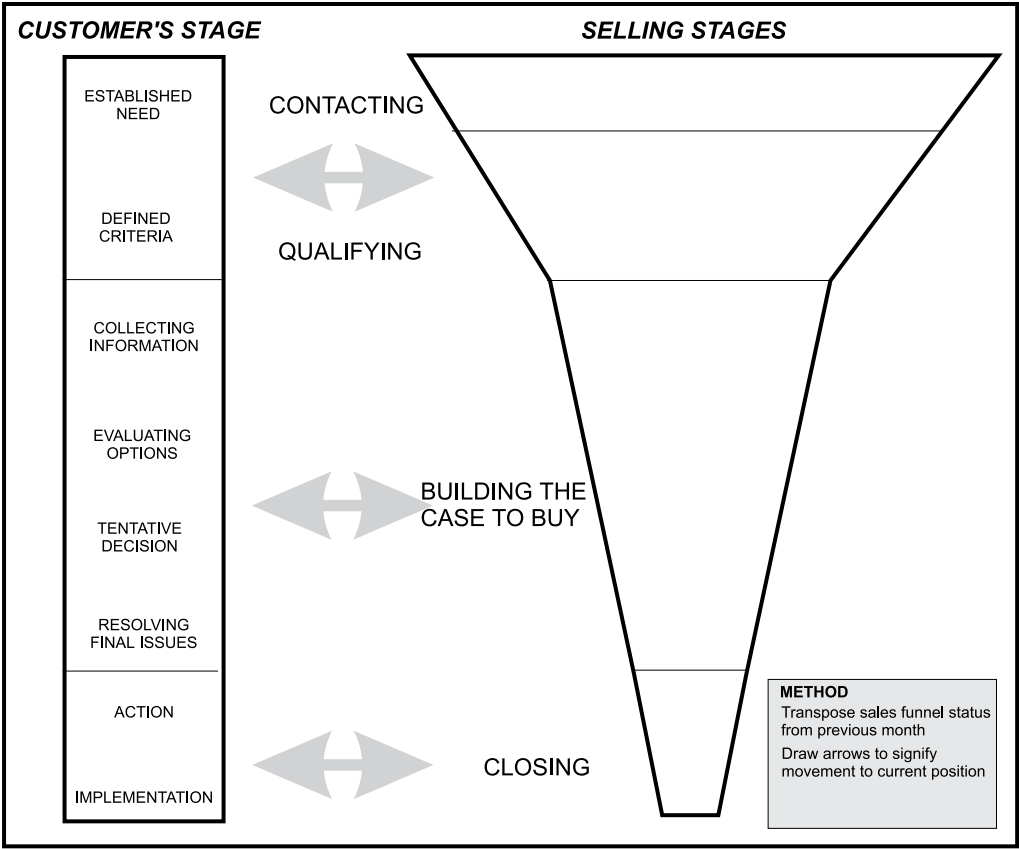 CUSTOMER'S STAGE
SELLING STAGES
ESTABLISHED
NEED
CONTACTING
DEFINED
CRITERIA
QUALIFYING
COLLECTING
INFORMATION
EVALUATING
OPTIONS
BUILDING THE
CASE TO BUY
TENTATIVE
DECISION
RESOLVING
FINAL ISSUES
ACTION
CLOSING
IMPLEMENTATION
METHOD
Transpose sales funnel status
from previous month
Draw arrows to signify
movement to current position